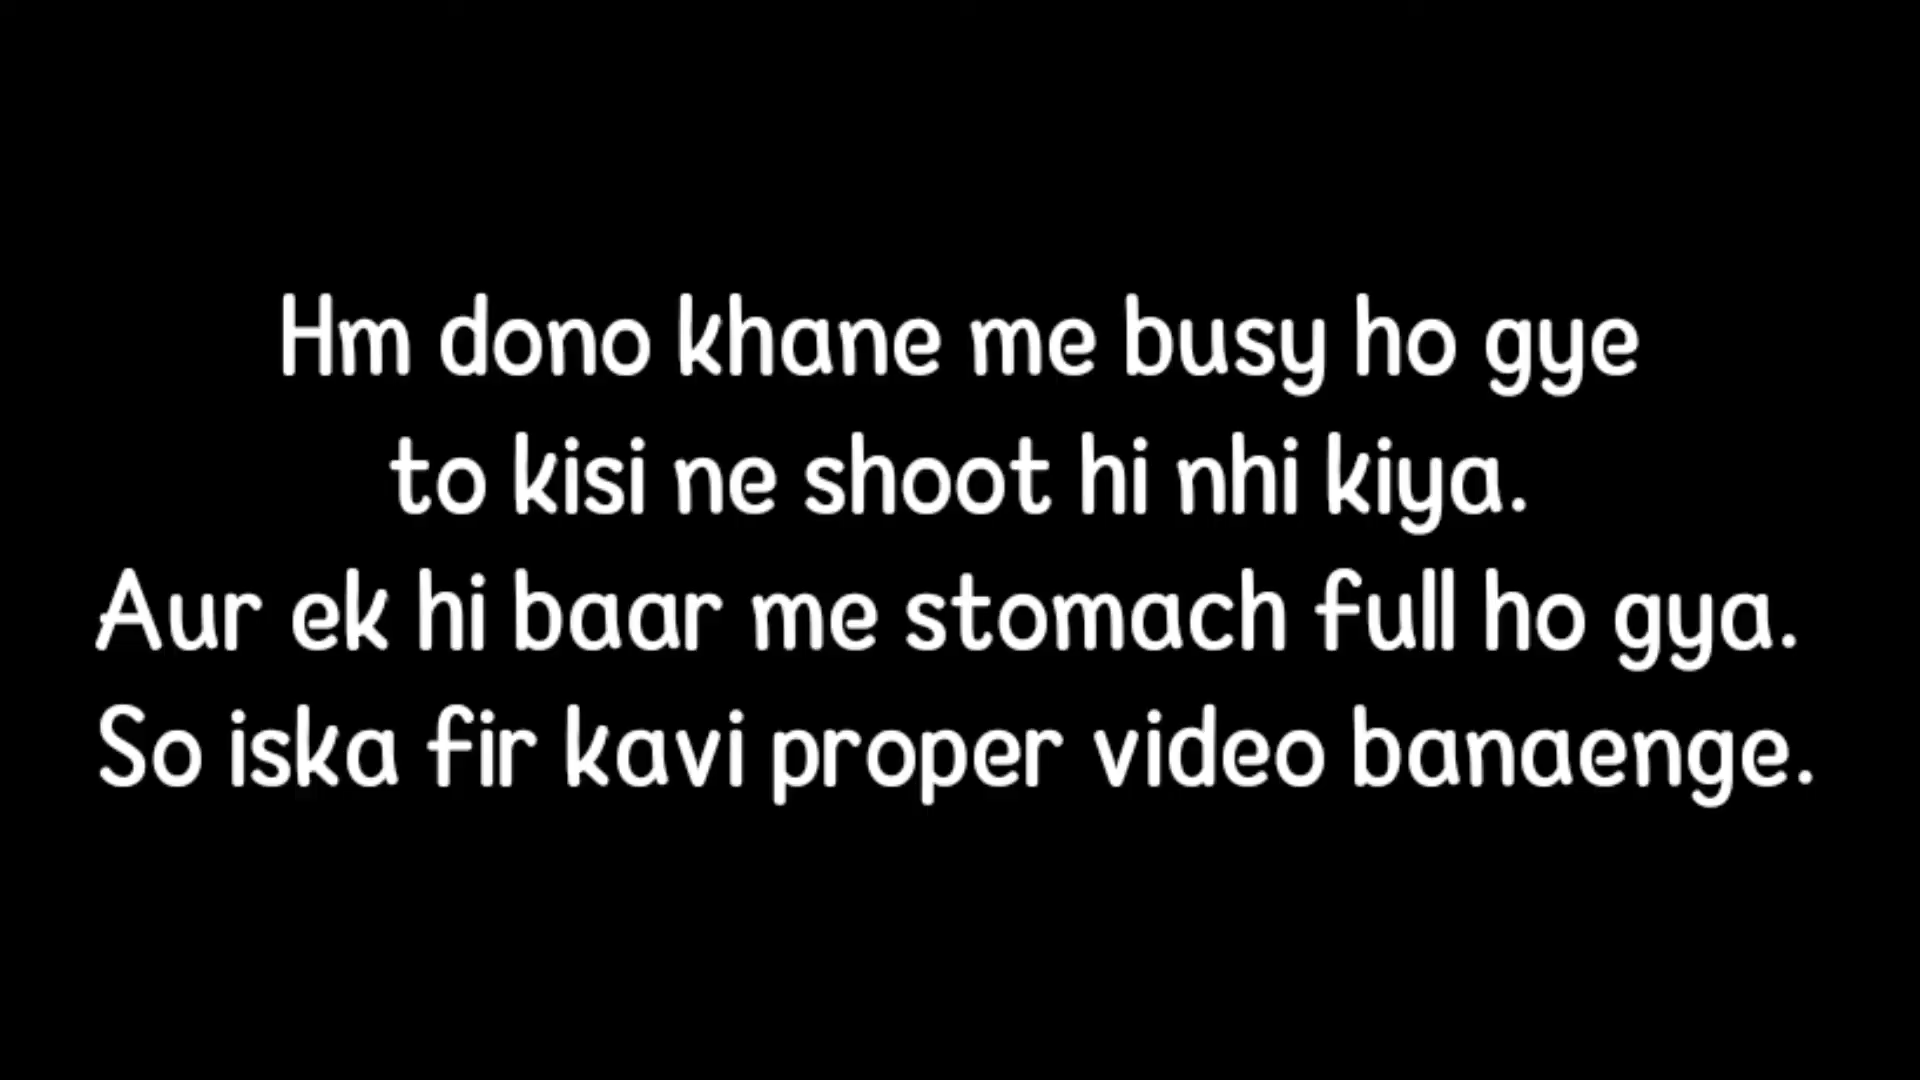 Hm dono khane me busy ho gye
to kisi ne shoot hi nhi kiya.
Aur ek hi baar me stomach full ho gya.
So iska fir kavi proper video banaenge.